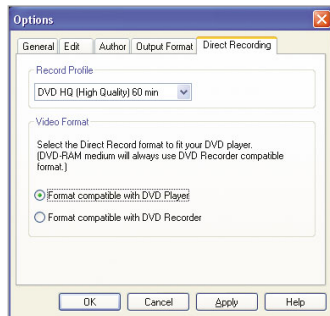 Options
General Edit Author Output Format Direct Recording
Record Profile
DVD HQ (High Quality) 60 min
Video Format
Select the Direct Record format to fit your DVD player.
(DVD-RAM medium will always use DVD Recorder compatible
format.)
Format compatible with DVD Player
Format compatible with DVD Recorder
OK Cancel Apply Help